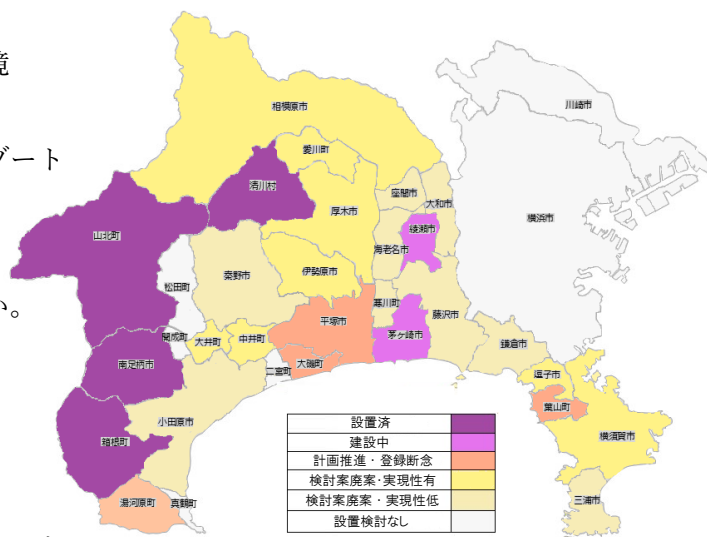 境
ゾート
い。
川崎市
相模原市
愛川町
座間市
大和市
清川村
厚木市
横浜市
綾瀬市
山北町
海老名市
伊勢原市
秦野市
松田町
寒川町
藤沢市
平塚市
茅ヶ崎市
開成町
大井町
中井町
鎌倉市
南足柄市
二宮町
大磯町
逗子市
葉山町
小田原市
横須賀市
箱根町
三浦市
湯河原町
真鶴町
設置済
建設中
計画推進・登録断念
検討案廃案・実現性有
検討案廃案・実現性低
設置検討なし